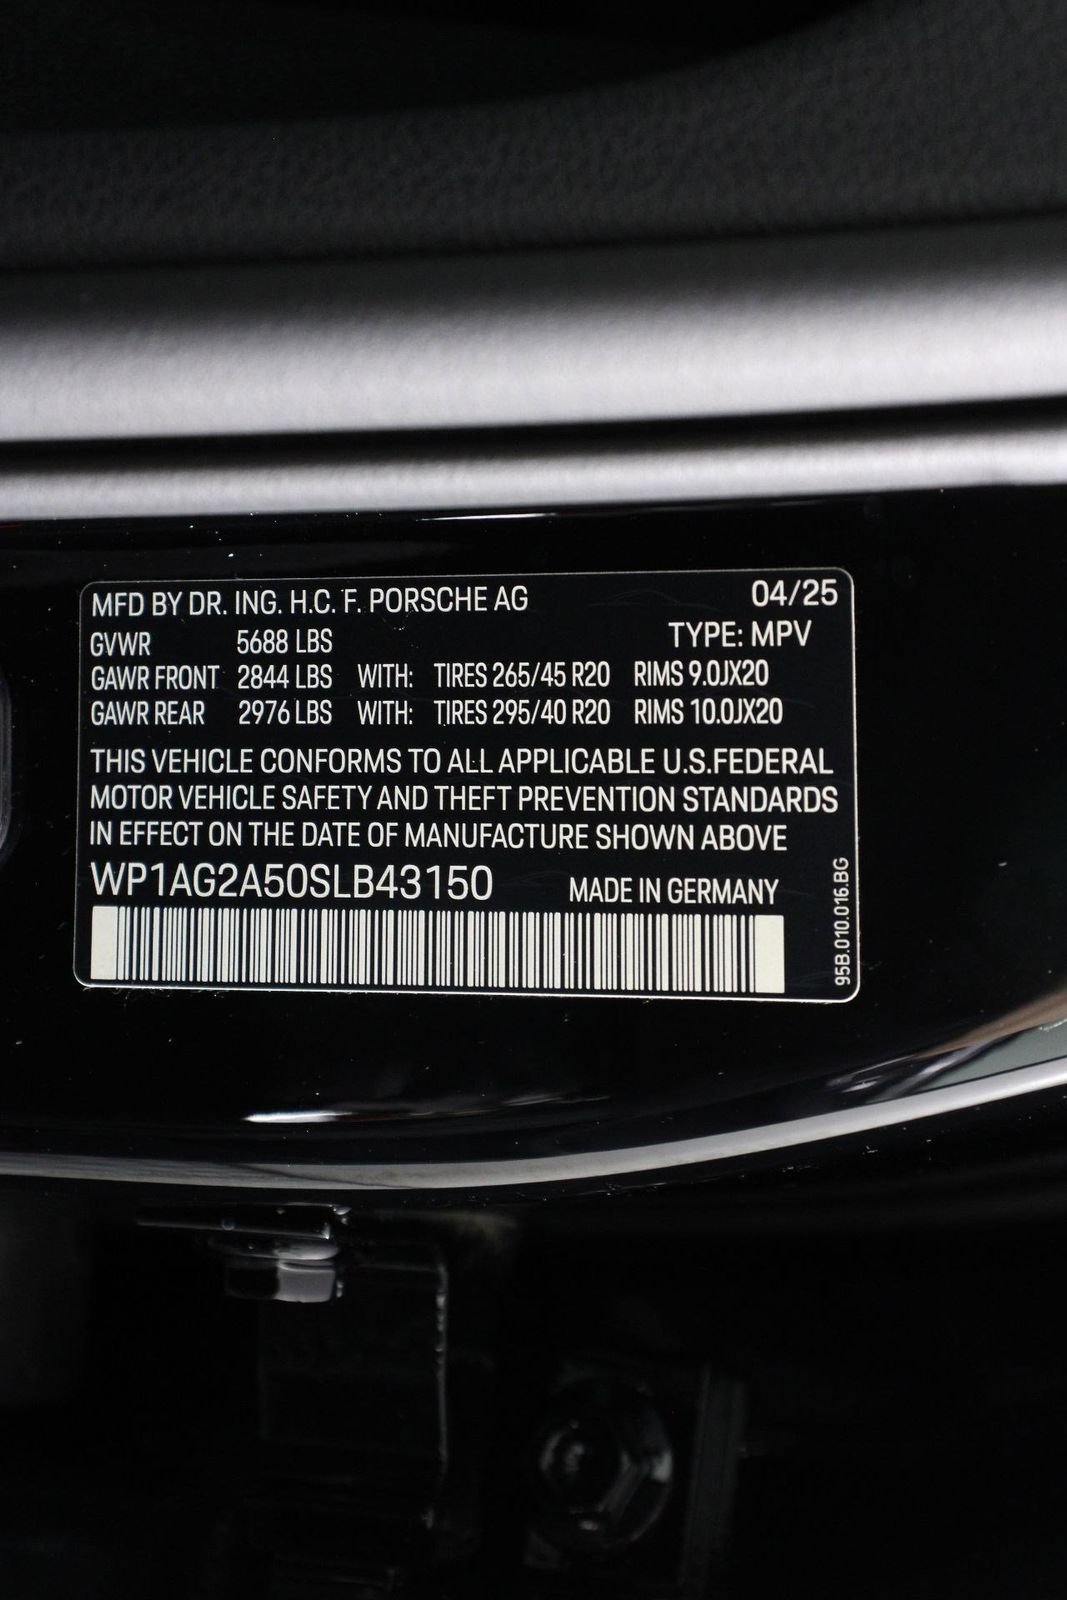 MFD BY DR. ING. H.C. F. PORSCHE AG 04/25
GVWR 5688 LBS TYPE: MPV
GAWR FRONT 2844 LBS WITH: TIRES 265/45 R20 RIMS 9.0JX20
GAWR REAR 2976 LBS WITH: TIRES 295/40 R20 RIMS 10.0JX20
THIS VEHICLE CONFORMS TO ALL APPLICABLE U.S.FEDERAL
MOTOR VEHICLE SAFETY AND THEFT PREVENTION STANDARDS
IN EFFECT ON THE DATE OF MANUFACTURE SHOWN ABOVE
WP1AG2A50SLB43150 MADE IN GERMANY
95B.010.016.BG